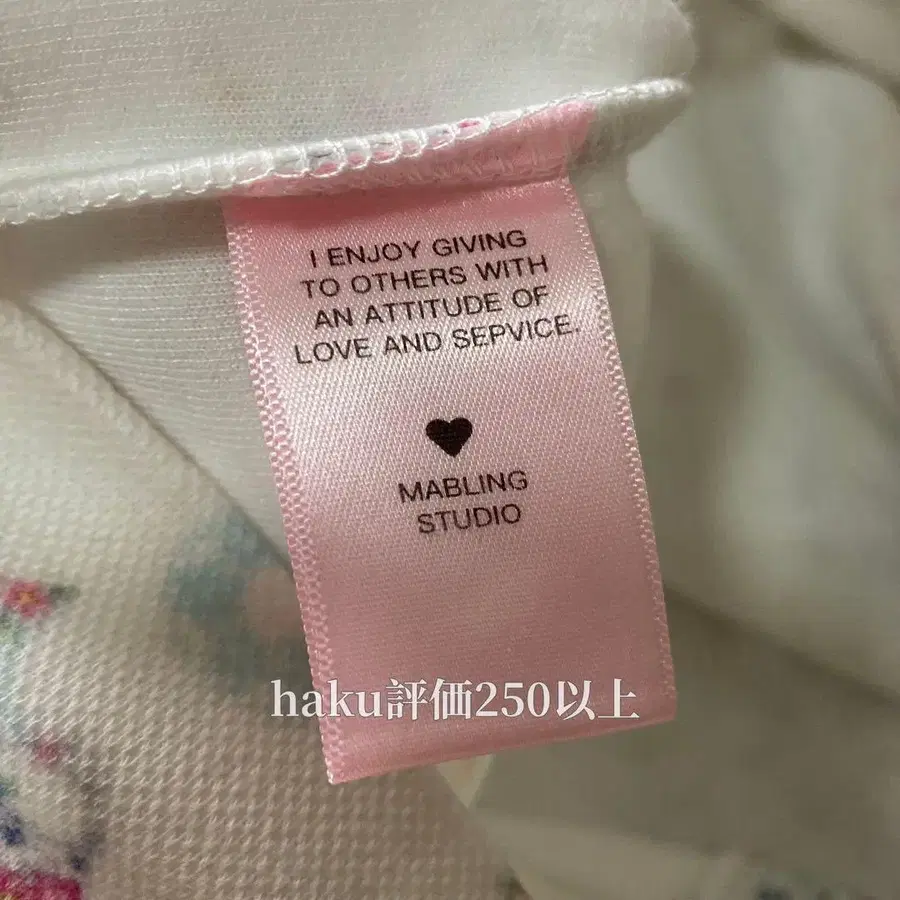 I ENJOY GIVING
TO OTHERS WITH
AN ATTITUDE OF
LOVE AND SEPVICE.
MABLING
STUDIO
haku評価250以上